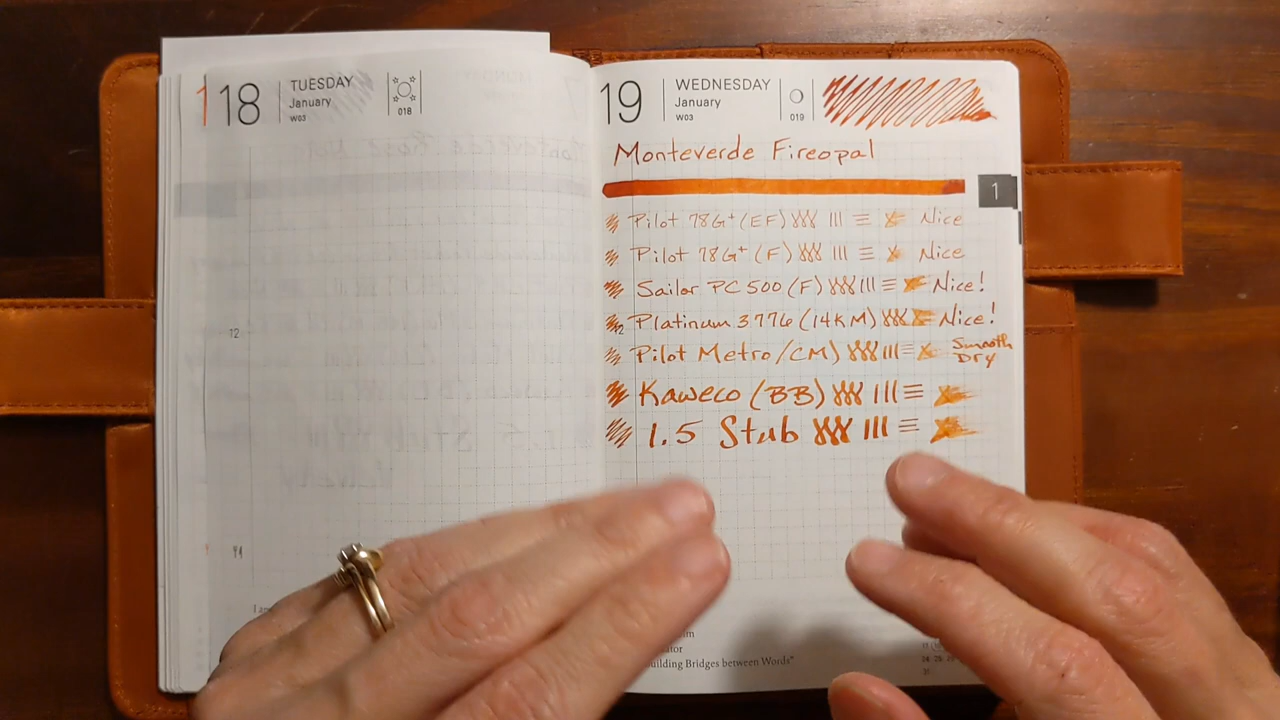 18 TUESDAY
January
W03
018
12
19 WEDNESDAY
January
W03
019
Monteverde Fireopal
1
Pilot 78G+ (EF) Nice
Pilot 78G+ (F) Nice
Sailor PC 500 (F) Nice!
Platinum 3776 (14K M) Nice!
12
Pilot Metro /CM) Smooth
Dry
Kaweco (BB)
1.5 Stub
Bridges between Words"